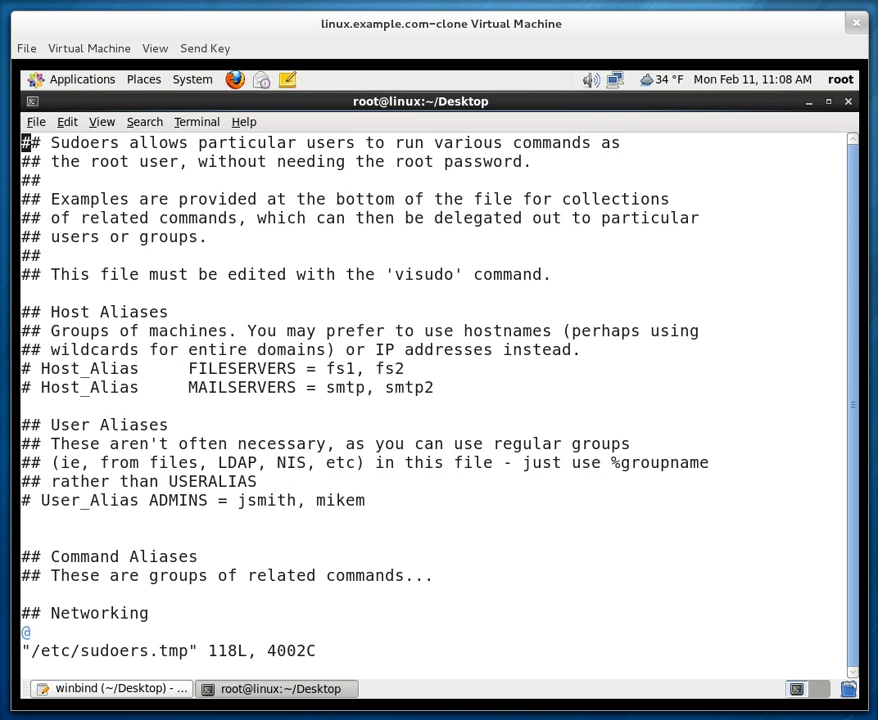 linux.example.com-clone Virtual Machine
File Virtual Machine View Send Key
Applications Places System 34 °F Mon Feb 11, 11:08 AM root
root@linux:~/Desktop
File Edit View Search Terminal Help
## Sudoers allows particular users to run various commands as
## the root user, without needing the root password.
##
## Examples are provided at the bottom of the file for collections
## of related commands, which can then be delegated out to particular
## users or groups.
##
## This file must be edited with the 'visudo' command.
## Host Aliases
## Groups of machines. You may prefer to use hostnames (perhaps using
## wildcards for entire domains) or IP addresses instead.
# Host_Alias     FILESERVERS = fs1, fs2
# Host_Alias     MAILSERVERS = smtp, smtp2
## User Aliases
## These aren't often necessary, as you can use regular groups
## (ie, from files, LDAP, NIS, etc) in this file - just use %groupname
## rather than USERALIAS
# User_Alias ADMINS = jsmith, mikem
## Command Aliases
## These are groups of related commands...
## Networking
@
"/etc/sudoers.tmp" 118L, 4002C
winbind (~/Desktop) - ... root@linux:~/Desktop